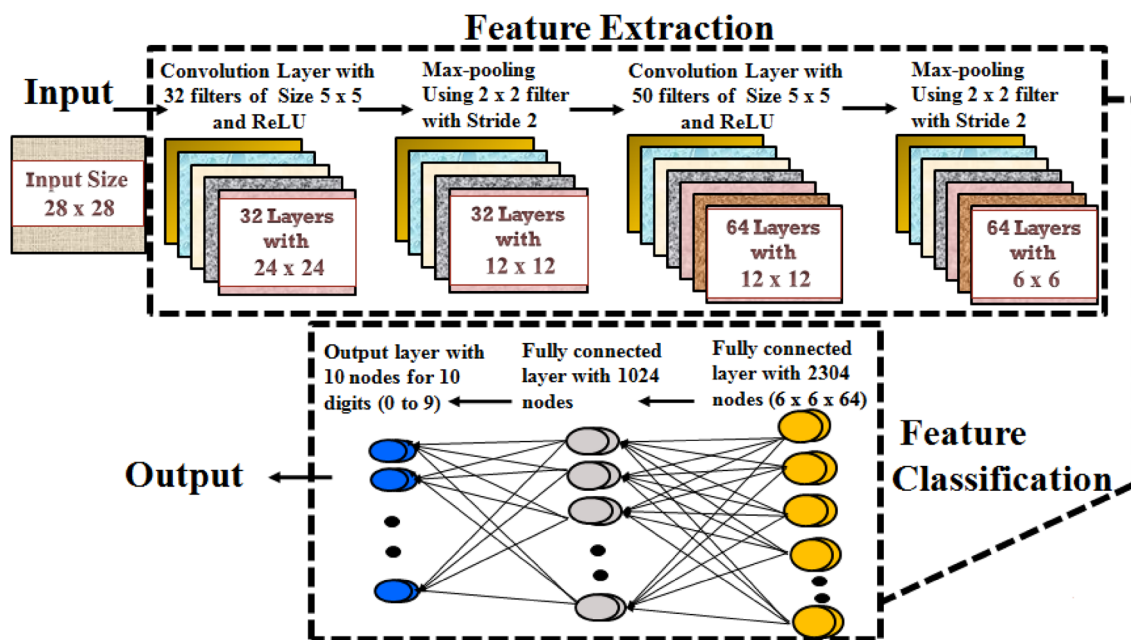 Feature Extraction
Input
Convolution Layer with
32 filters of Size 5 x 5
and ReLU
Max-pooling
Using 2 x 2 filter
with Stride 2
Convolution Layer with
50 filters of Size 5 x 5
and ReLU
Max-pooling
Using 2 x 2 filter
with Stride 2
Input Size
28 x 28
32 Layers
with
24 x 24
32 Layers
with
12 x 12
64 Layers
with
12 x 12
64 Layers
with
6 x 6
Output layer with
10 nodes for 10
digits (0 to 9)
Fully connected
layer with 1024
nodes
Fully connected
layer with 2304
nodes (6 x 6 x 64)
Feature
Classification
Output